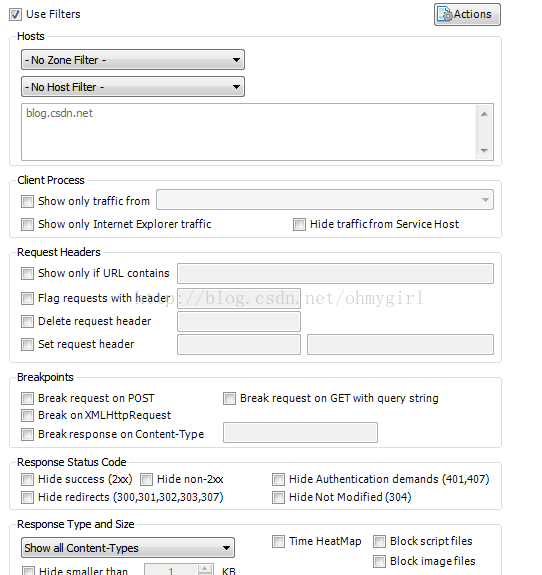 Use Filters Actions
Hosts
- No Zone Filter -
- No Host Filter -
blog.csdn.net
Client Process
Show only traffic from
Show only Internet Explorer traffic Hide traffic from Service Host
Request Headers
Show only if URL contains
Flag requests with header
http://blog.csdn.net/ohmygirl
Delete request header
Set request header
Breakpoints
Break request on POST Break request on GET with query string
Break on XMLHttpRequest
Break response on Content-Type
Response Status Code
Hide success (2xx) Hide non-2xx Hide Authentication demands (401,407)
Hide redirects (300,301,302,303,307) Hide Not Modified (304)
Response Type and Size
Show all Content-Types Time HeatMap Block script files
Block image files
Hide smaller than 1 KB